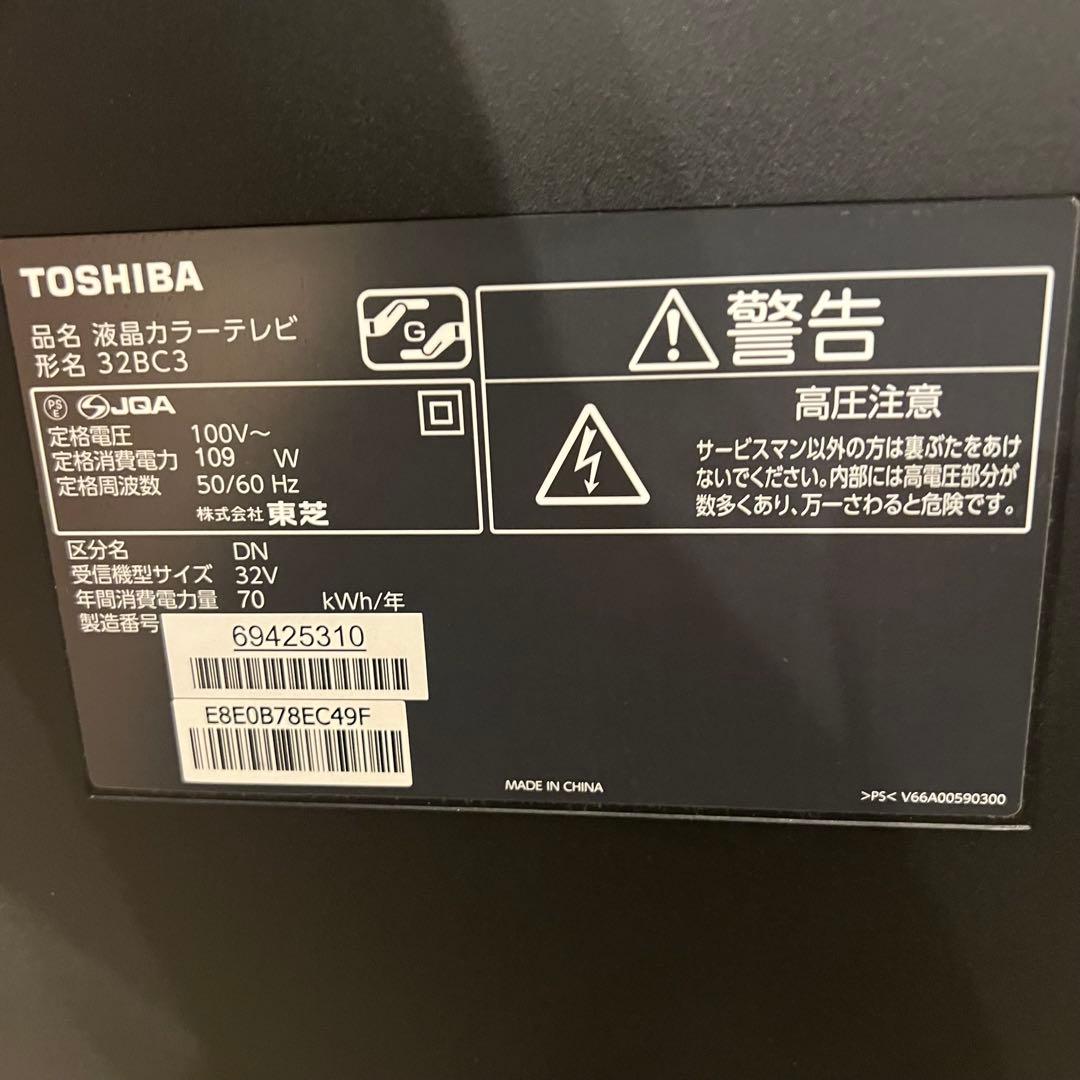 TOSHIBA
品名 液晶カラーテレビ
形名 32BC3
G
PS
E
JQA
定格電圧 100V～
定格消費電力 109 W
定格周波数 50/60 Hz
株式会社 東芝
区分名 DN
受信機型サイズ 32V
年間消費電力量 70 kWh/年
製造番号
69425310
E8E0B78EC49F
警告
高圧注意
サービスマン以外の方は裏ぶたをあけ
ないでください。内部には高電圧部分が
数多くあり、万一さわると危険です。
MADE IN CHINA
>PS< V66A00590300